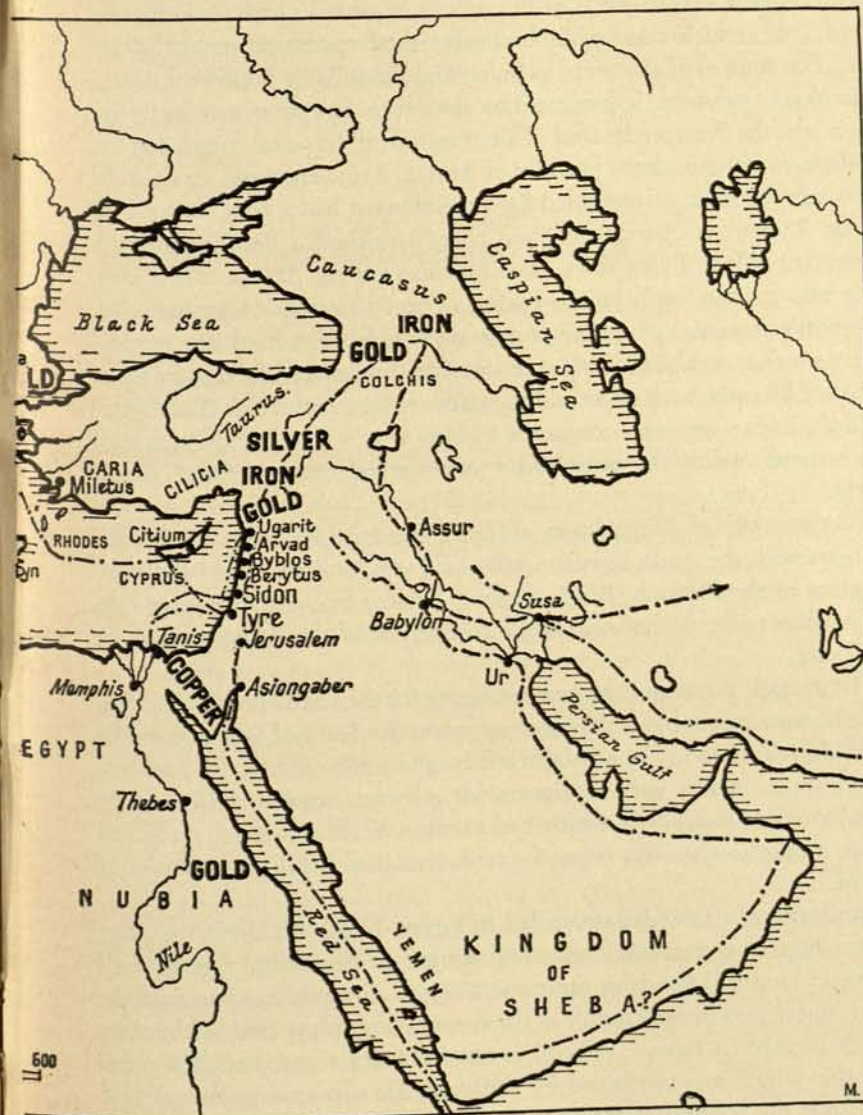 Caucasus
Caspian Sea
Black Sea
IRON
GOLD
COLCHIS
a
LD
Taurus
SILVER
CARIA
CILICIA
IRON
Miletus
GOLD
Ugarit
Assur
RHODES
Citium
Arvad
Byblos
CYPRUS
Berytus
Sidon
Babylon
Susa
Tyre
Tanis
Jerusalem
Ur
COPPER
Memphis
Asiongaber
Persian Gulf
EGYPT
Thebes
GOLD
NUBIA
Red Sea
YEMEN
KINGDOM
OF
SHEBA?
Nile
600
M.